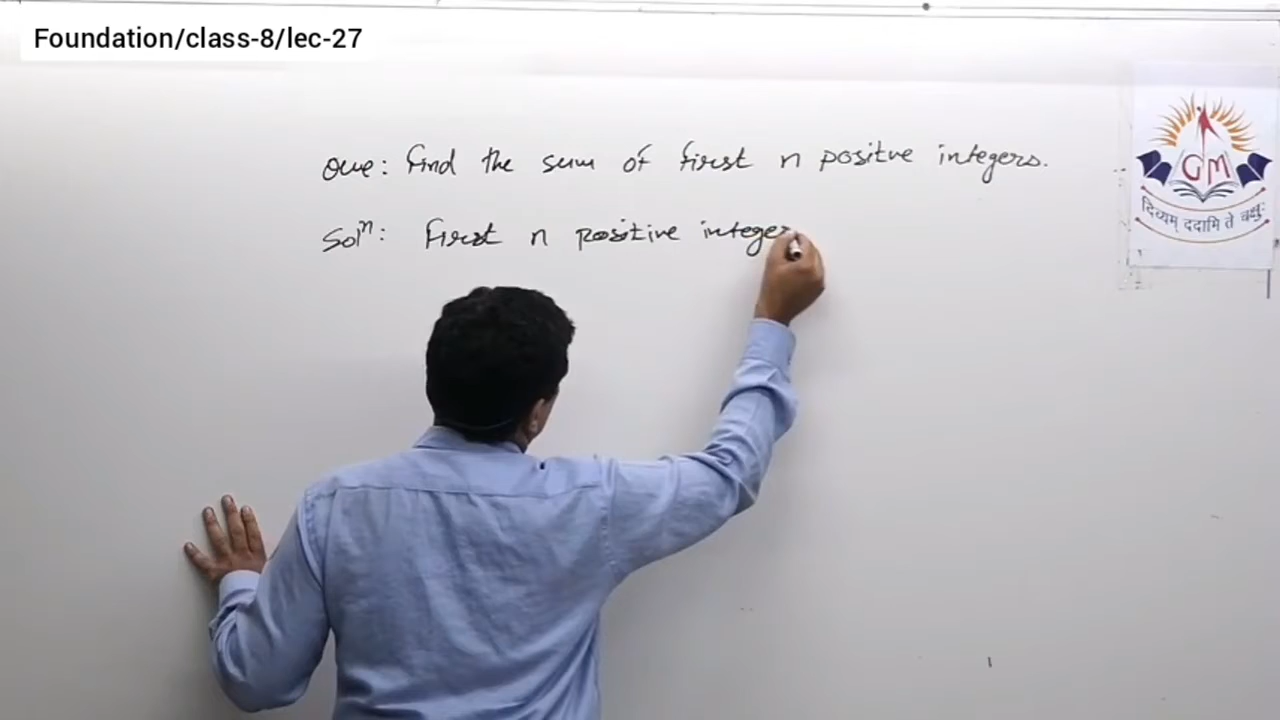 Foundation/class-8/lec-27
Que: Find the sum of first n positve integers.
Solⁿ: First n positive integer
GM
दिव्यम् ददामि ते चक्षुः